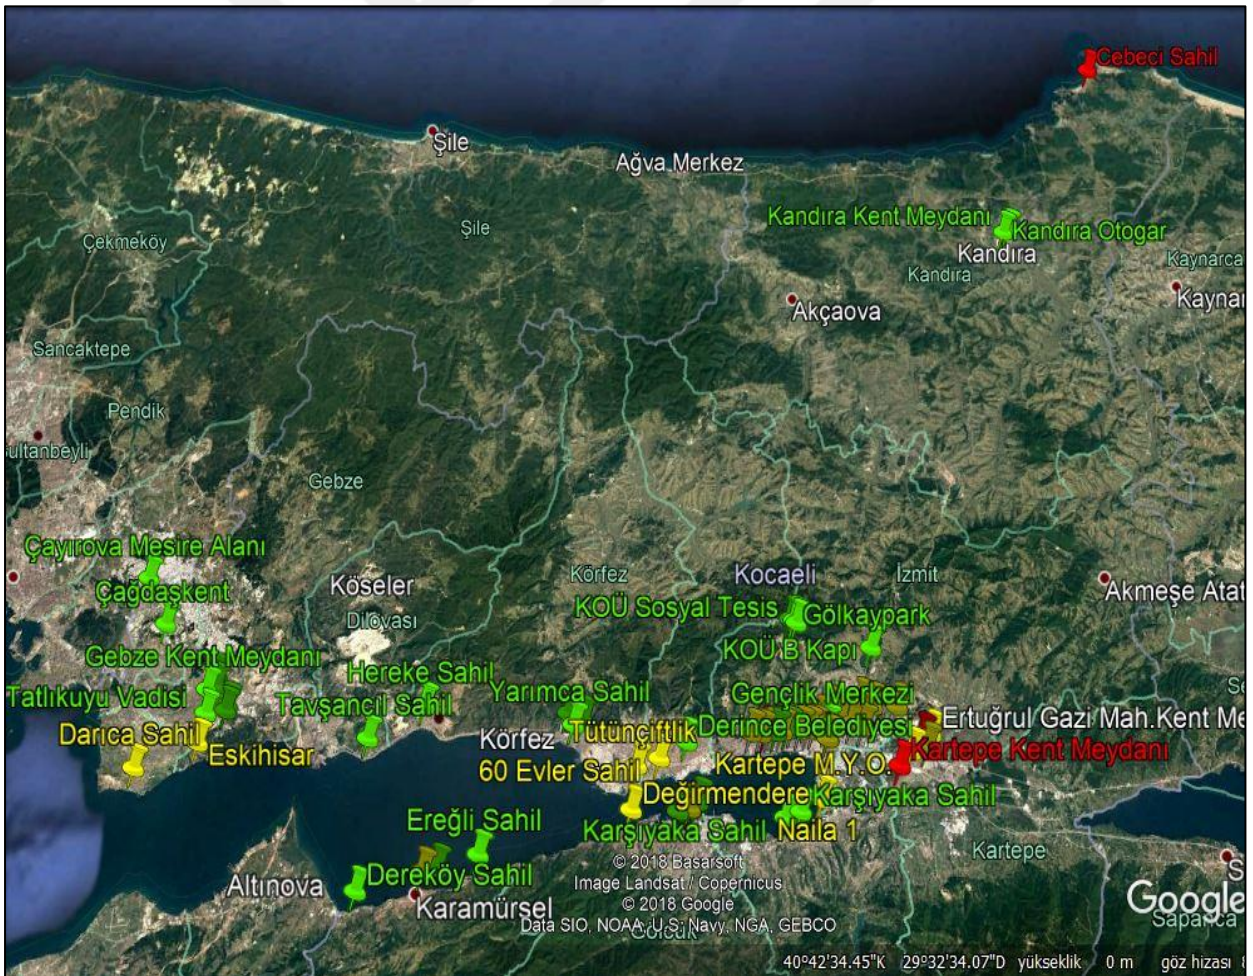 Cebeci Sahil
Şile
Ağva Merkez
Kandıra Kent Meydanı
Kandıra Otogar
Şile
Çekmeköy
Kandıra
Kandıra
Kaynarca
Kaynar
Akçaova
Sancaktepe
Pendik
ultanbeyli
Gebze
Çayırova Mesire Alanı
Çağdaşkent
Köseler
Dilovası
Körfez
Kocaeli
İzmit
Akmeşe Atat
KOÜ Sosyal Tesis
Gölkaypark
KOÜ B Kapı
Gebze Kent Meydanı
Hereke Sahil
Tatlıkuyu Vadisi
Tavşancıl Sahil
Yarımca Sahil
Gençlik Merkezi
Darıca Sahil
Eskihisar
Körfez
Tütünçiftlik
Derince Belediyesi
Ertuğrul Gazi Mah.Kent Me
Kartepe Kent Meydanı
60 Evler Sahil
Kartepe M.Y.O.
Değirmendere
Karşıyaka Sahil
Ereğli Sahil
Karşıyaka Sahil
Naila 1
Kartepe
Dereköy Sahil
Altınova
Karamürsel
© 2018 Basarsoft
Image Landsat / Copernicus
© 2018 Google
Data SIO, NOAA, U.S. Navy, NGA, GEBCO
Gölcük
Google
Sapanca
40°42'34.45"K 29°32'34.07"D yükseklik 0 m göz hizası